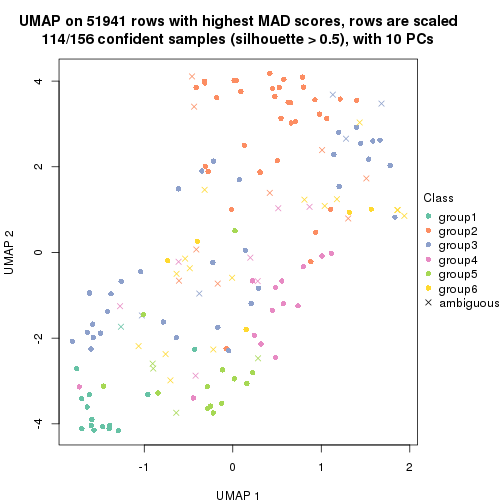 UMAP on 51941 rows with highest MAD scores, rows are scaled
114/156 confident samples (silhouette > 0.5), with 10 PCs
4
2
0
-2
-4
UMAP 2
-1
0
1
2
UMAP 1
Class
group1
group2
group3
group4
group5
group6
ambiguous